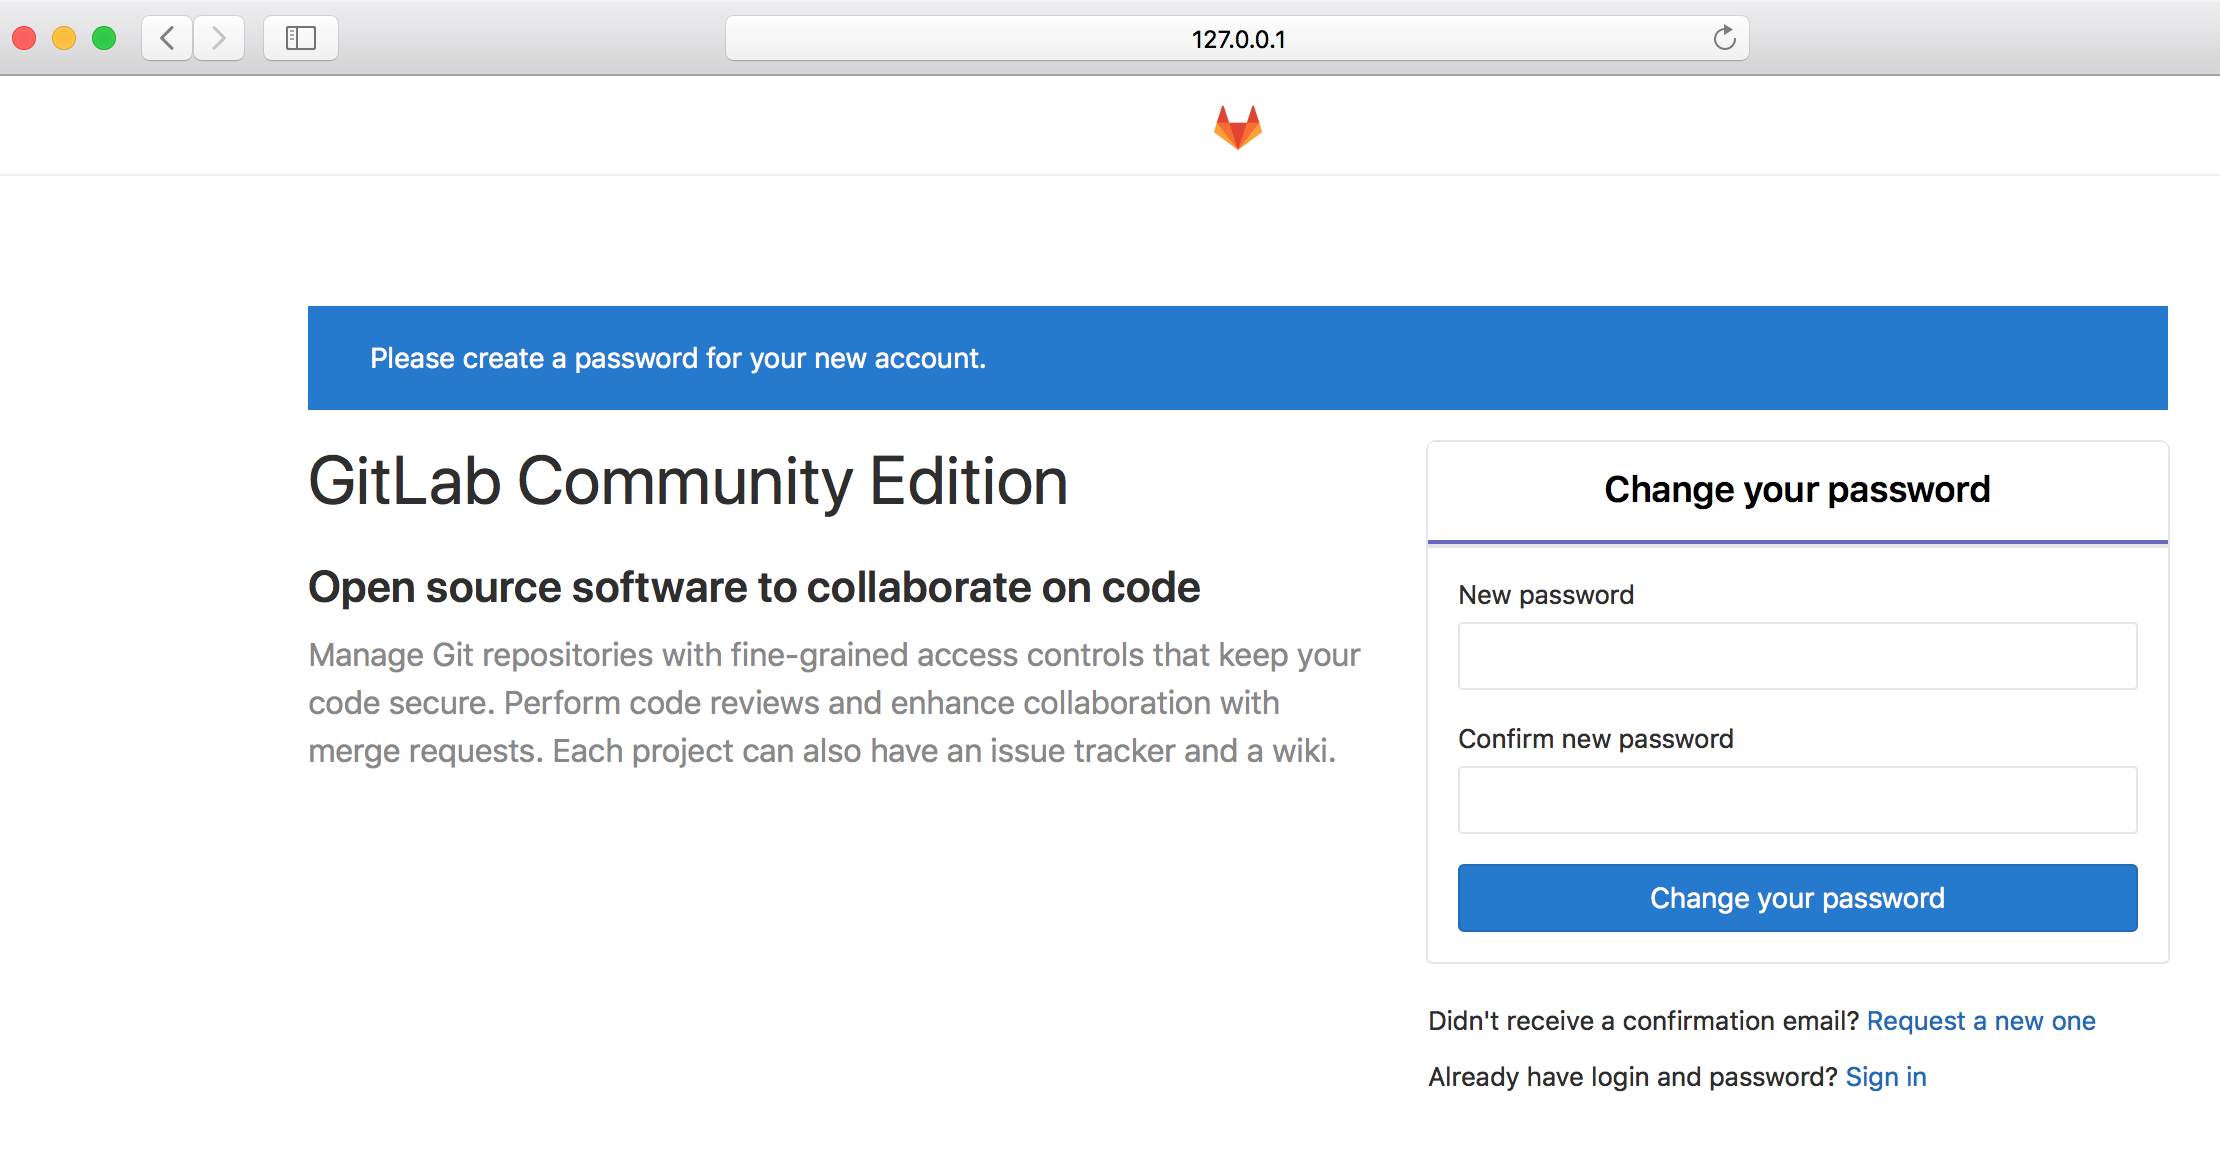 127.0.0.1
Please create a password for your new account.
GitLab Community Edition
Open source software to collaborate on code
Manage Git repositories with fine-grained access controls that keep your
code secure. Perform code reviews and enhance collaboration with
merge requests. Each project can also have an issue tracker and a wiki.
Change your password
New password
Confirm new password
Change your password
Didn't receive a confirmation email? Request a new one
Already have login and password? Sign in